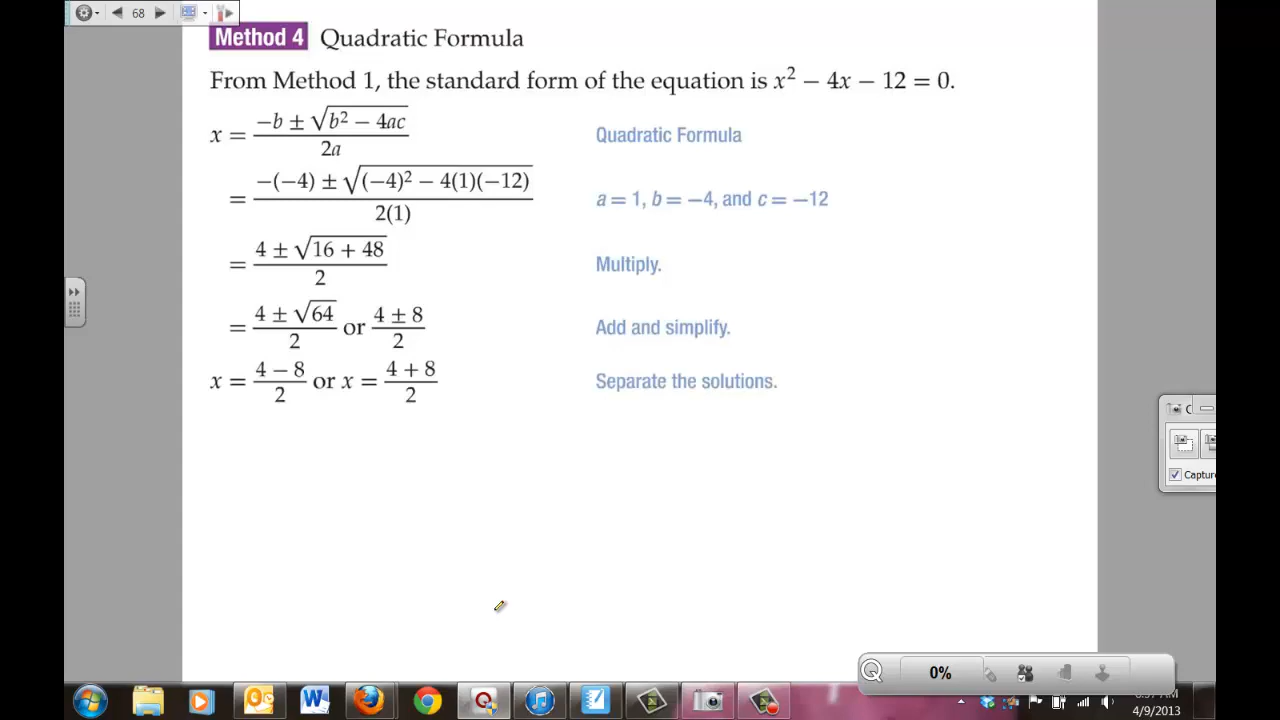 68
Method 4 Quadratic Formula
From Method 1, the standard form of the equation is x² − 4x − 12 = 0.
x = (−b ± √(b² − 4ac)) / 2a Quadratic Formula
= (−(−4) ± √((−4)² − 4(1)(−12))) / 2(1) a = 1, b = −4, and c = −12
= (4 ± √(16 + 48)) / 2 Multiply.
= (4 ± √64) / 2 or (4 ± 8) / 2 Add and simplify.
x = (4 − 8) / 2 or x = (4 + 8) / 2 Separate the solutions.
C
Capture
0%
4/9/2013